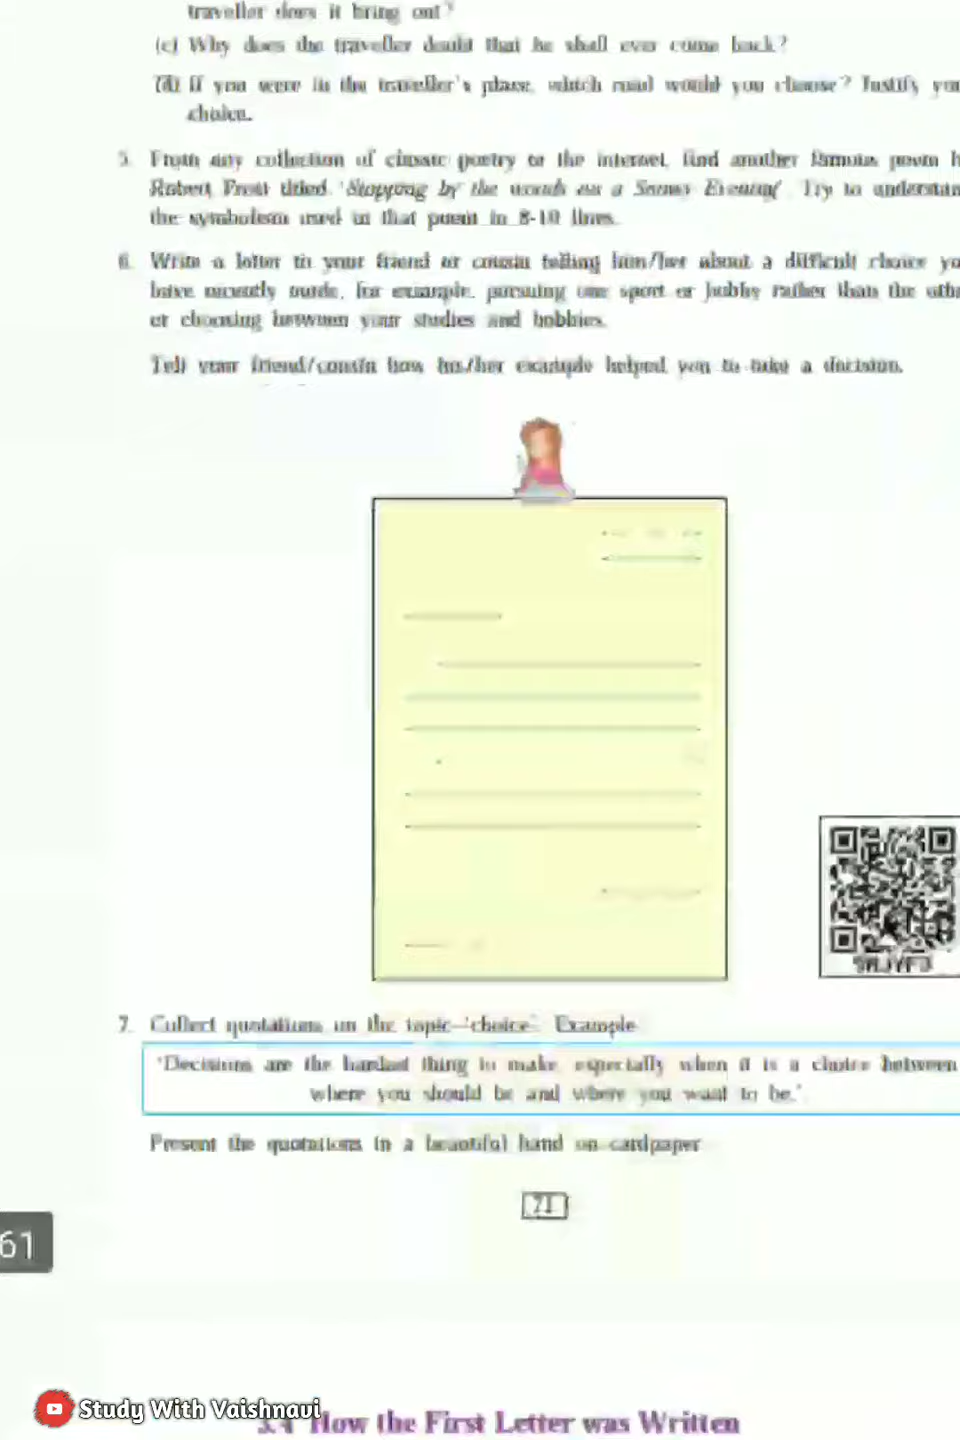 traveller does it bring out?
(c) Why does the traveller doubt that he shall ever come back?
(d) If you were in the traveller's place, which road would you choose? Justify
choice.
5. From any collection of classic poetry or the internet, find another famous poem
Robert Frost titled, 'Stopping by the woods on a Snowy Evening'. Try to
the symbolism used in that poem in 8-10 lines.
6. Write a letter to your friend or cousin telling him/her about a difficult choice
have recently made, for example, pursuing one sport or hobby rather than the
or choosing between your studies and hobbies.
Tell your friend/cousin how his/her example helped you to take a decision.
7. Collect quotations on the topic-'choice'. Example
'Decisions are the hardest thing to make especially when it is a choice between
where you should be and where you want to be.'
Present the quotations in a beautiful hand on cardpaper
71
61
3.4 How the First Letter was Written
Study With Vaishnavi